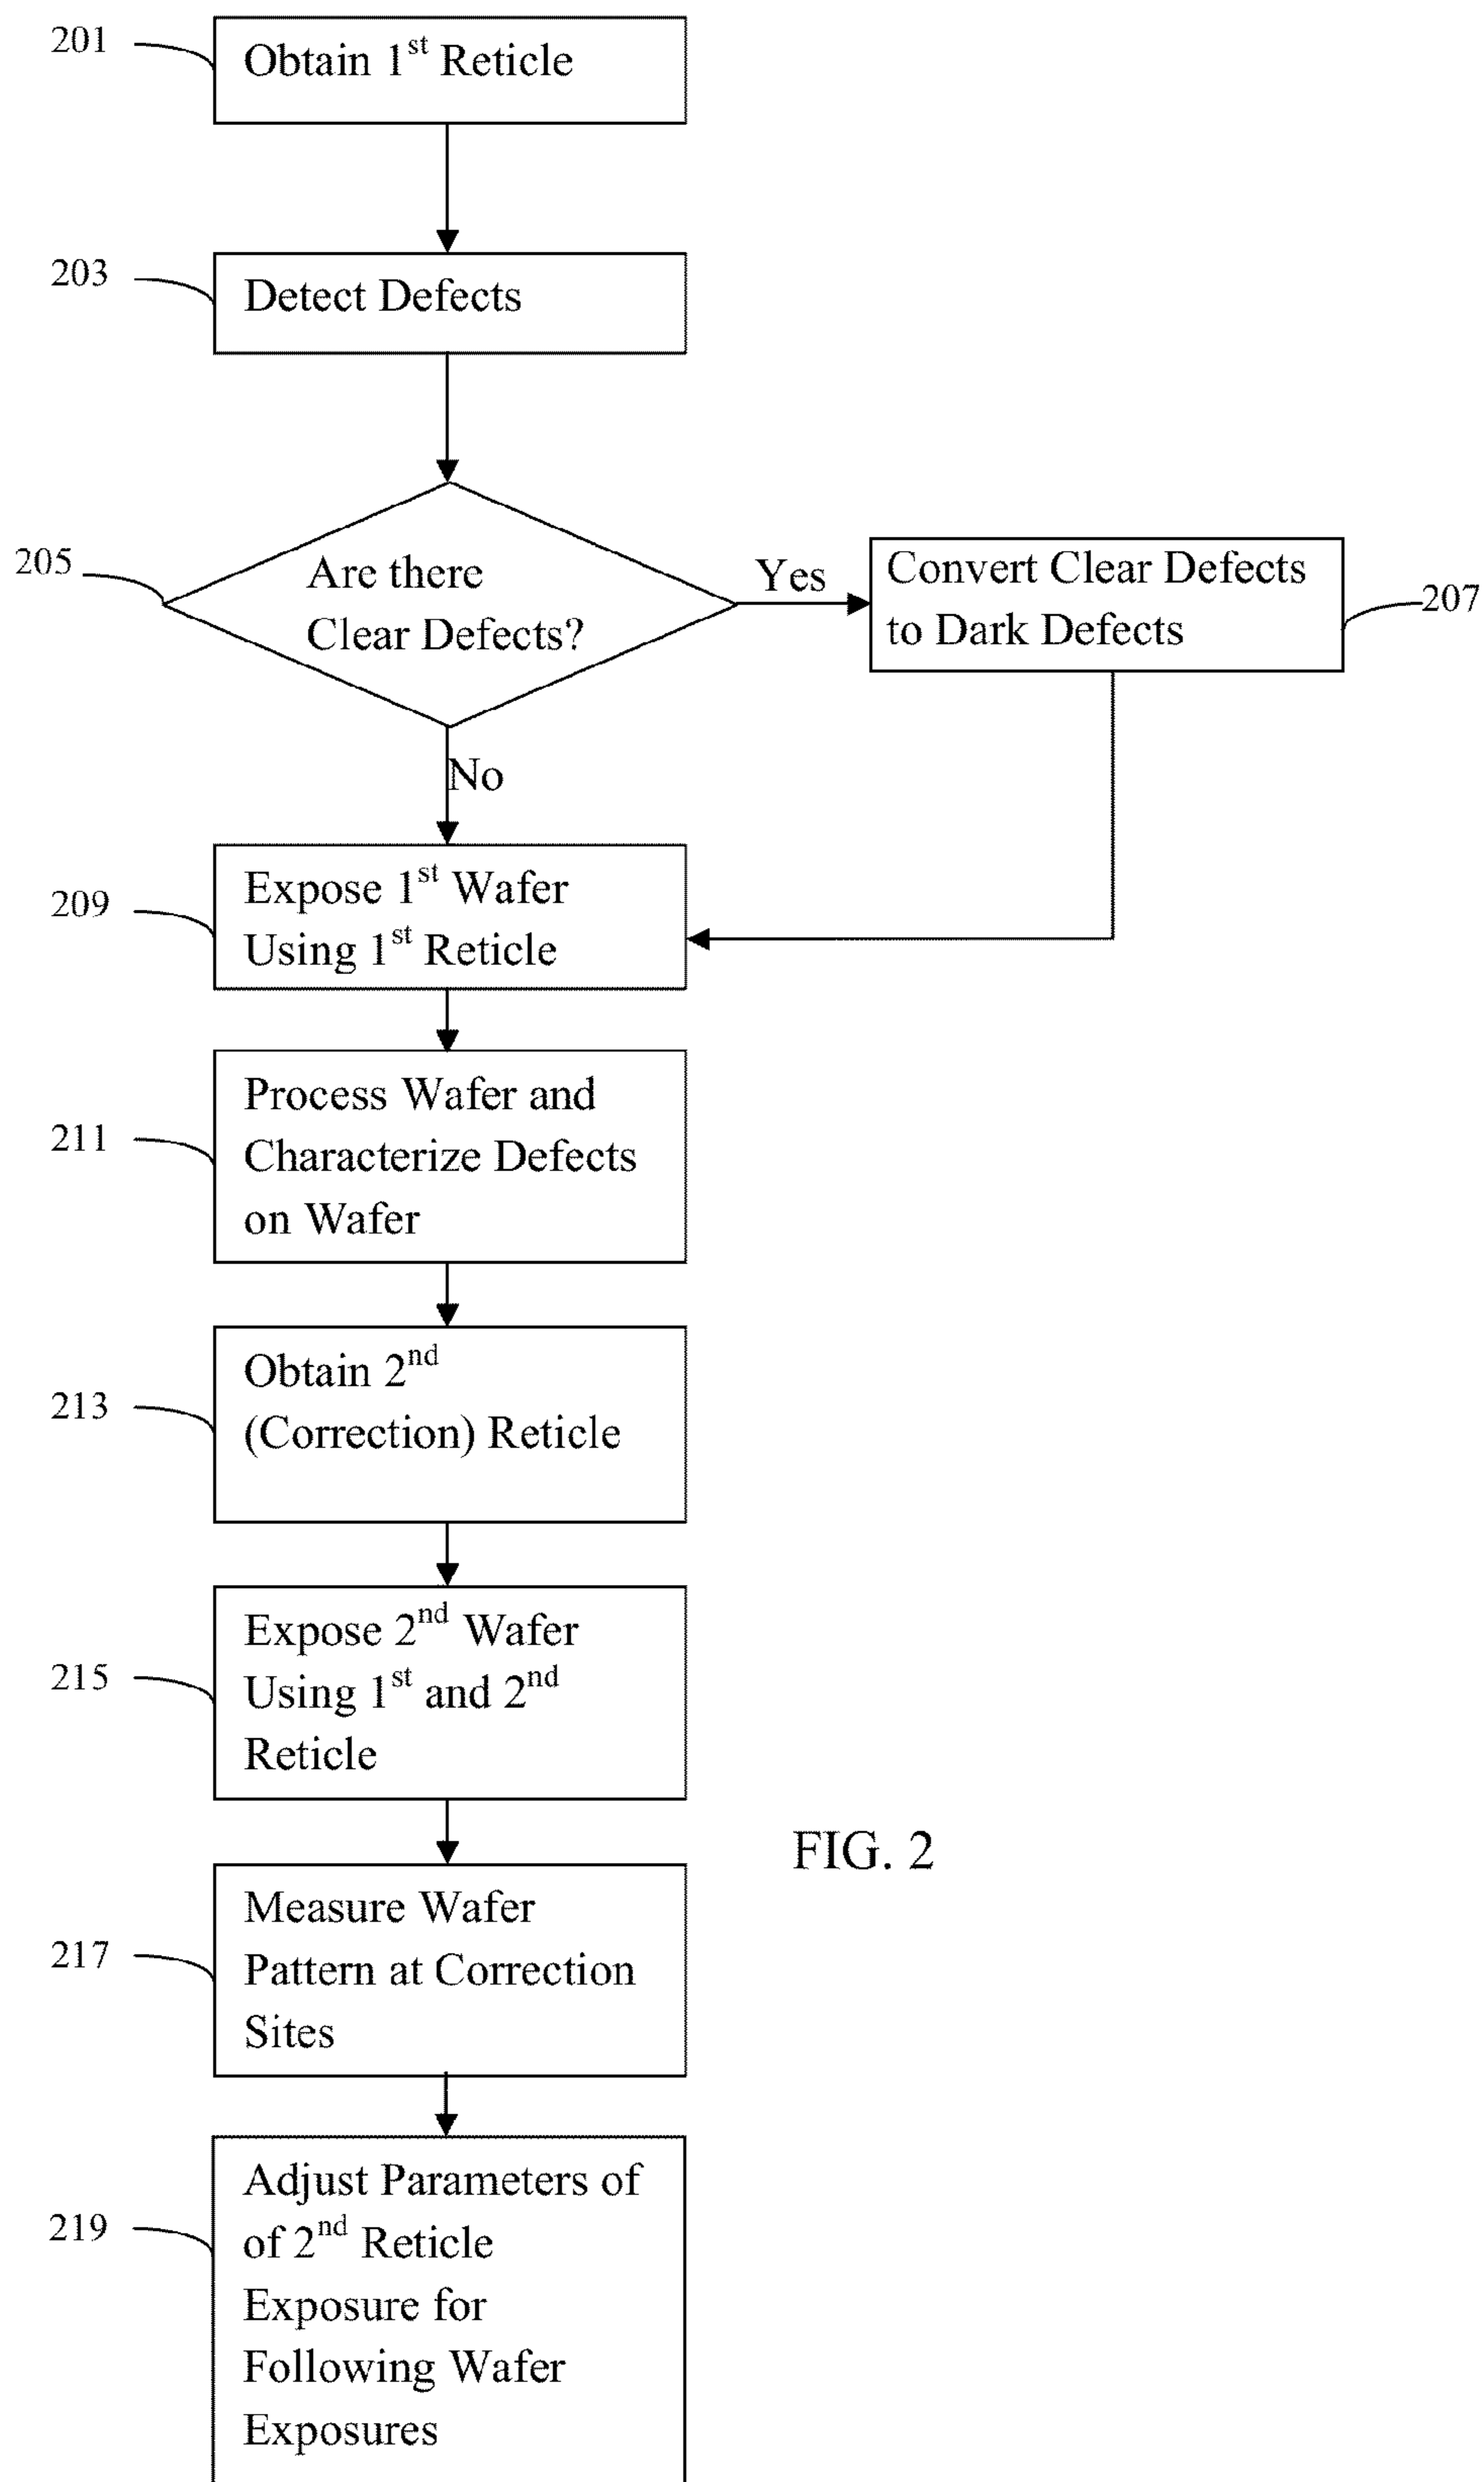 201
Obtain 1st Reticle
203
Detect Defects
205
Are there
Clear Defects?
Yes
Convert Clear Defects
to Dark Defects
207
No
209
Expose 1st Wafer
Using 1st Reticle
211
Process Wafer and
Characterize Defects
on Wafer
213
Obtain 2nd
(Correction) Reticle
215
Expose 2nd Wafer
Using 1st and 2nd
Reticle
FIG. 2
217
Measure Wafer
Pattern at Correction
Sites
219
Adjust Parameters of
of 2nd Reticle
Exposure for
Following Wafer
Exposures